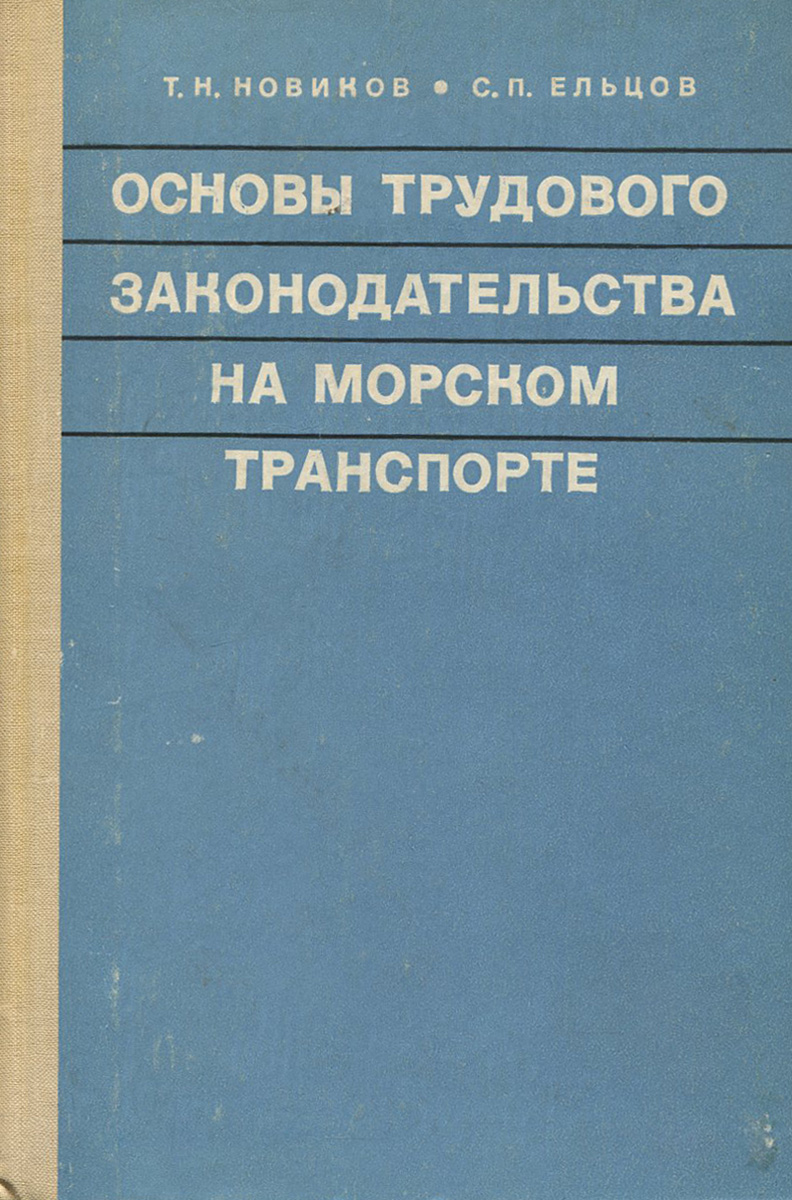 Т. Н. НОВИКОВ • С. П. ЕЛЬЦОВ
ОСНОВЫ ТРУДОВОГО
ЗАКОНОДАТЕЛЬСТВА
НА МОРСКОМ
ТРАНСПОРТЕ